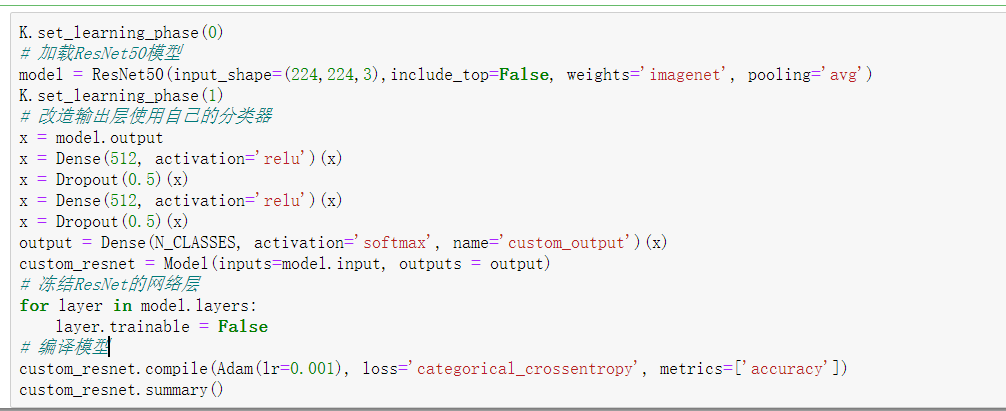 K.set_learning_phase(0)
# 加载ResNet50模型
model = ResNet50(input_shape=(224,224,3),include_top=False, weights='imagenet', pooling='avg')
K.set_learning_phase(1)
# 改造输出层使用自己的分类器
x = model.output
x = Dense(512, activation='relu')(x)
x = Dropout(0.5)(x)
x = Dense(512, activation='relu')(x)
x = Dropout(0.5)(x)
output = Dense(N_CLASSES, activation='softmax', name='custom_output')(x)
custom_resnet = Model(inputs=model.input, outputs = output)
# 冻结ResNet的网络层
for layer in model.layers:
    layer.trainable = False
# 编译模型
custom_resnet.compile(Adam(lr=0.001), loss='categorical_crossentropy', metrics=['accuracy'])
custom_resnet.summary()